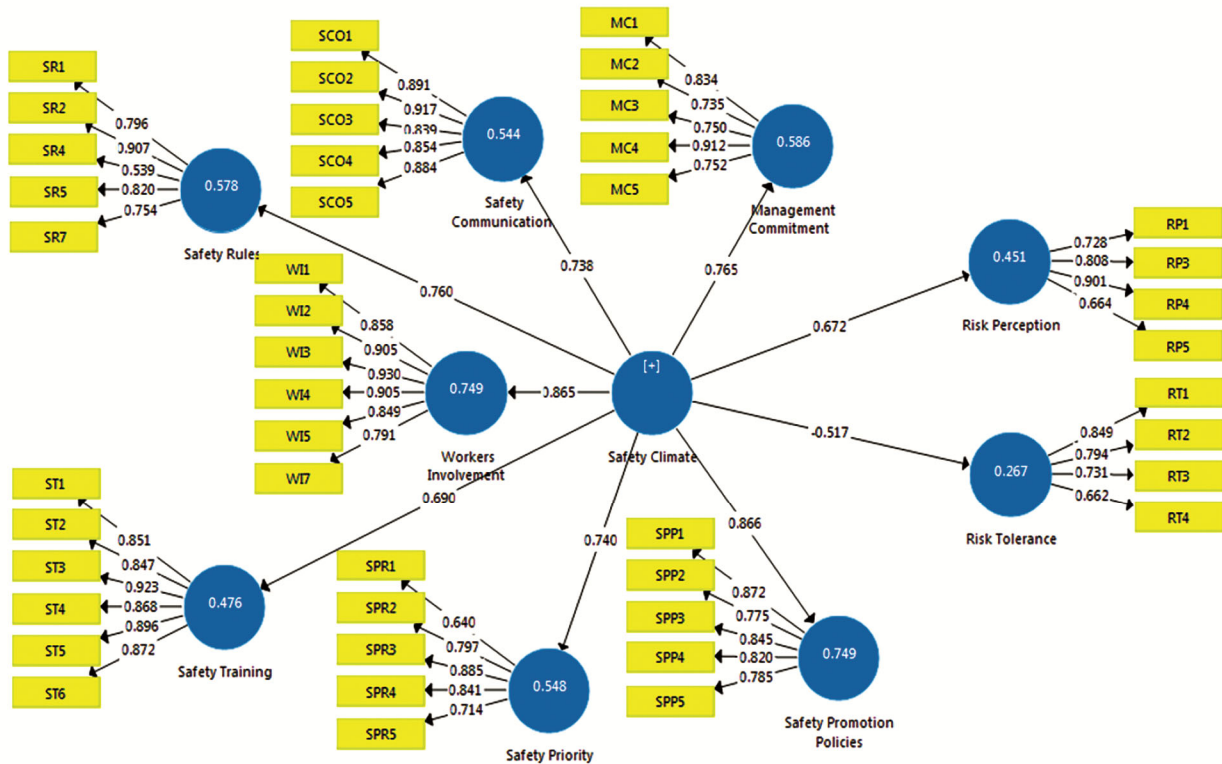 SR1
SR2
SR4
SR5
SR7
0.796
0.907
0.539
0.820
0.754
0.578
Safety Rules
SCO1
SCO2
SCO3
SCO4
SCO5
0.891
0.917
0.839
0.854
0.884
0.544
Safety
Communication
MC1
MC2
MC3
MC4
MC5
0.834
0.735
0.750
0.912
0.752
0.586
Management
Commitment
RP1
RP3
RP4
RP5
0.728
0.808
0.901
0.664
0.451
Risk Perception
WI1
WI2
WI3
WI4
WI5
WI7
0.858
0.905
0.930
0.905
0.849
0.791
0.749
Workers
Involvement
[+]
Safety Climate
0.760
0.738
0.765
0.672
0.865
-0.517
0.690
0.740
0.866
RT1
RT2
RT3
RT4
0.849
0.794
0.731
0.662
0.267
Risk Tolerance
ST1
ST2
ST3
ST4
ST5
ST6
0.851
0.847
0.923
0.868
0.896
0.872
0.476
Safety Training
SPR1
SPR2
SPR3
SPR4
SPR5
0.640
0.797
0.885
0.841
0.714
0.548
Safety Priority
SPP1
SPP2
SPP3
SPP4
SPP5
0.872
0.775
0.845
0.820
0.785
0.749
Safety Promotion
Policies